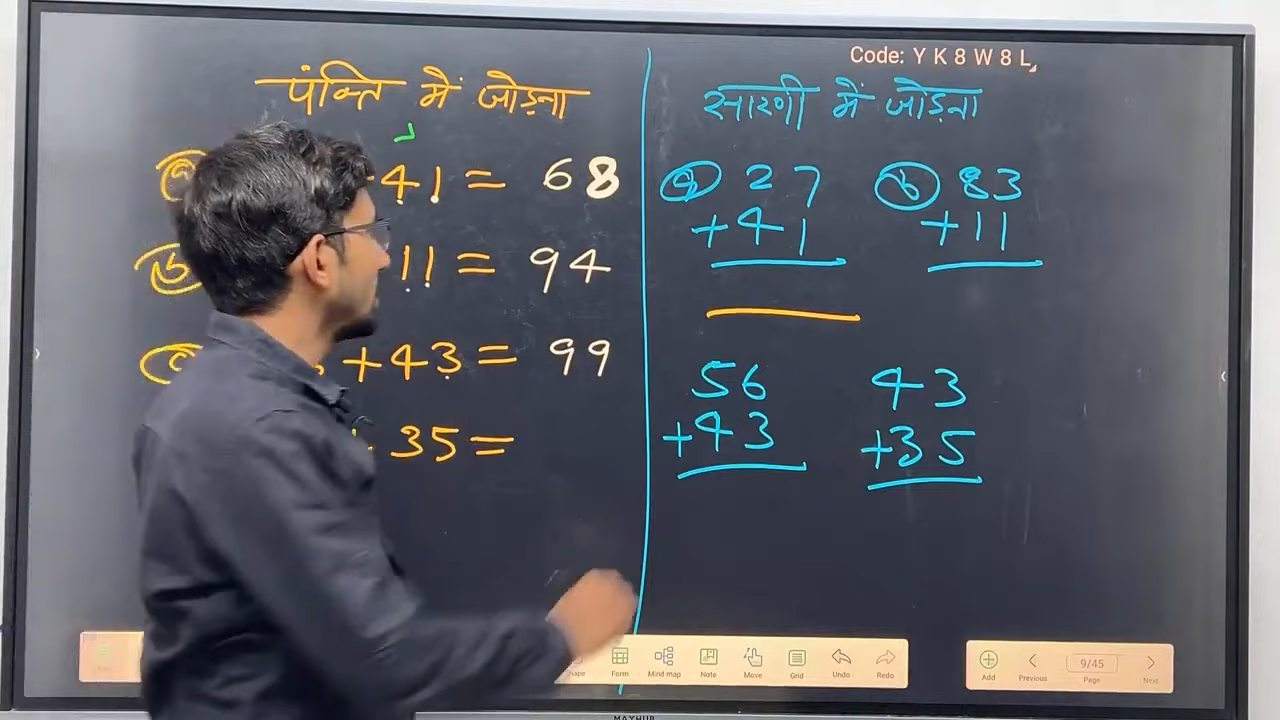 Code: Y K 8 W 8 L
पंक्ति में जोड़ना
41 = 68
11 = 94
+43 = 99
+ 35 =
सारणी में जोड़ना
a 27
+41
b 83
+11
56
+43
43
+35
Form Mind map Note Move Grid Undo Redo
Add Previous 9/45 Page Next
MAYHUB